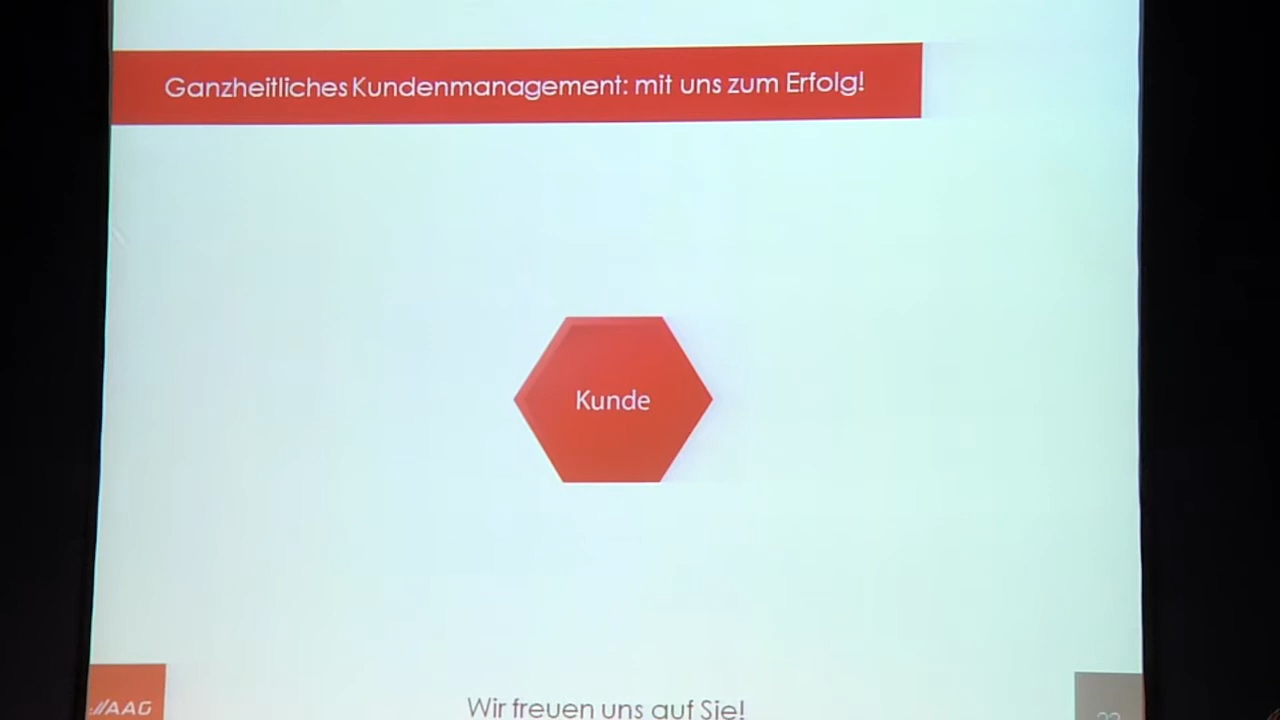 Ganzheitliches Kundenmanagement: mit uns zum Erfolg!
Kunde
Wir freuen uns auf Sie!
AAG